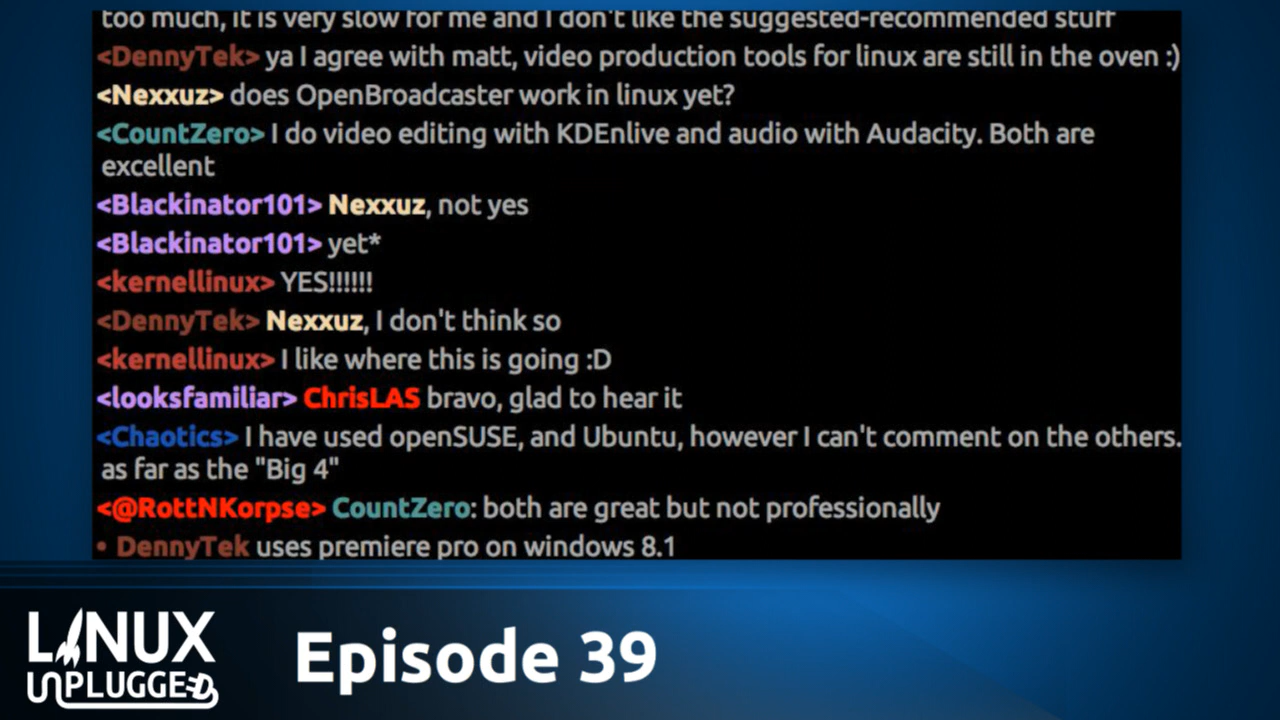 too much, it is very slow for me and I don't like the suggested-recommended stuff
<DennyTek> ya I agree with matt, video production tools for linux are still in the oven :)
<Nexxuz> does OpenBroadcaster work in linux yet?
<CountZero> I do video editing with KDEnlive and audio with Audacity. Both are
excellent
<Blackinator101> Nexxuz, not yes
<Blackinator101> yet*
<kernellinux> YES!!!!!!
<DennyTek> Nexxuz, I don't think so
<kernellinux> I like where this is going :D
<looksfamiliar> ChrisLAS bravo, glad to hear it
<Chaotics> I have used openSUSE, and Ubuntu, however I can't comment on the others.
as far as the "Big 4"
<@RottNKorpse> CountZero: both are great but not professionally
• DennyTek uses premiere pro on windows 8.1
LINUX
UNPLUGGED
Episode 39